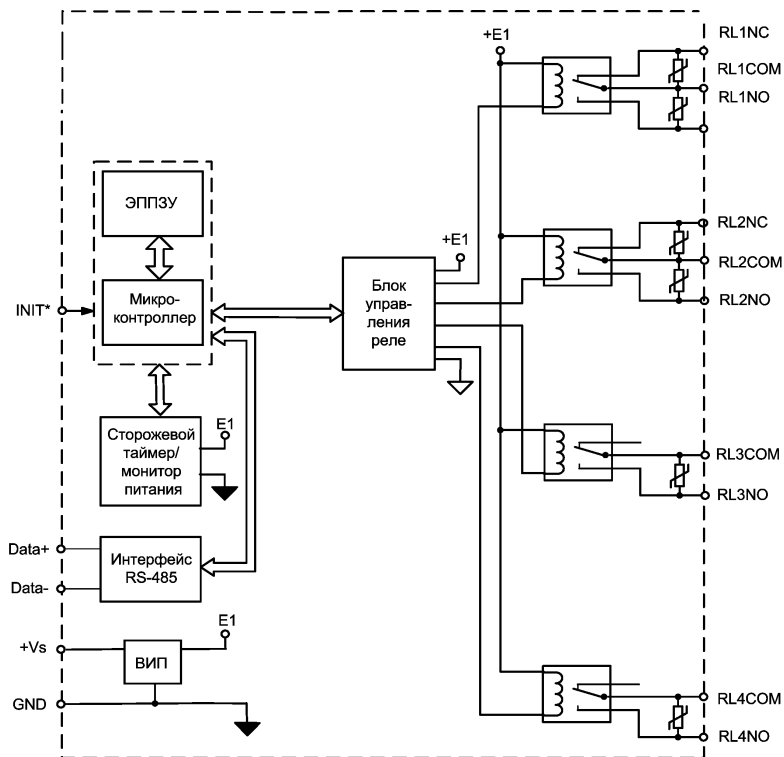 RL1NC
+E1
RL1COM
RL1NO
ЭППЗУ
RL2NC
+E1
RL2COM
Микро-
контроллер
Блок
управ-
ления
реле
INIT*
RL2NO
E1
Сторожевой
таймер/
монитор
питания
RL3COM
RL3NO
Data+
Интерфейс
RS-485
Data-
E1
+Vs
ВИП
GND
RL4COM
RL4NO